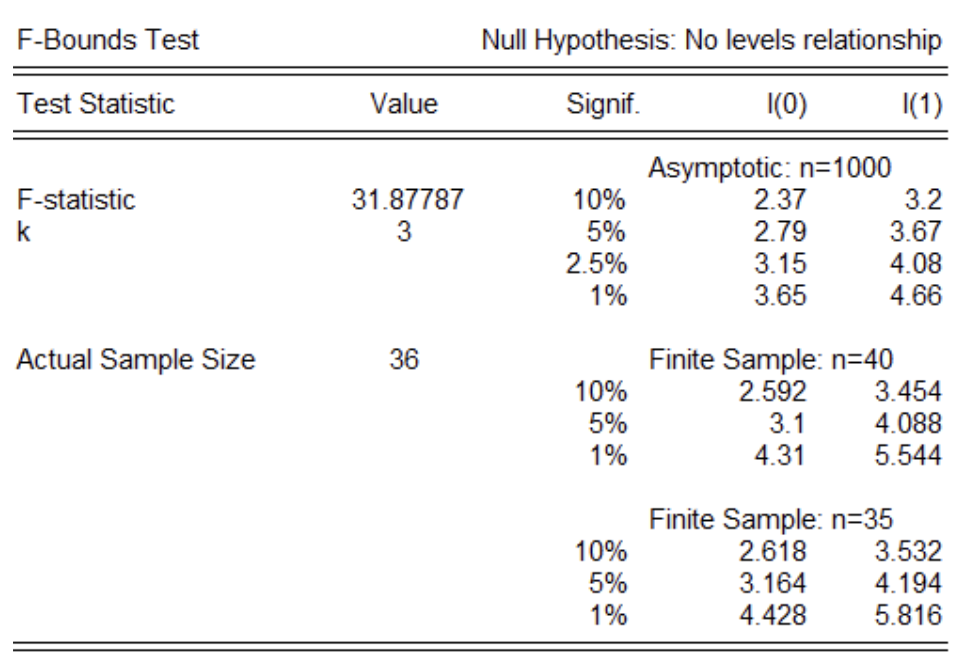 F-Bounds Test Null Hypothesis: No levels relationship
Test Statistic Value Signif. I(0) I(1)
Asymptotic: n=1000
F-statistic 31.87787 10% 2.37 3.2
k 3 5% 2.79 3.67
2.5% 3.15 4.08
1% 3.65 4.66
Actual Sample Size 36 Finite Sample: n=40
10% 2.592 3.454
5% 3.1 4.088
1% 4.31 5.544
Finite Sample: n=35
10% 2.618 3.532
5% 3.164 4.194
1% 4.428 5.816